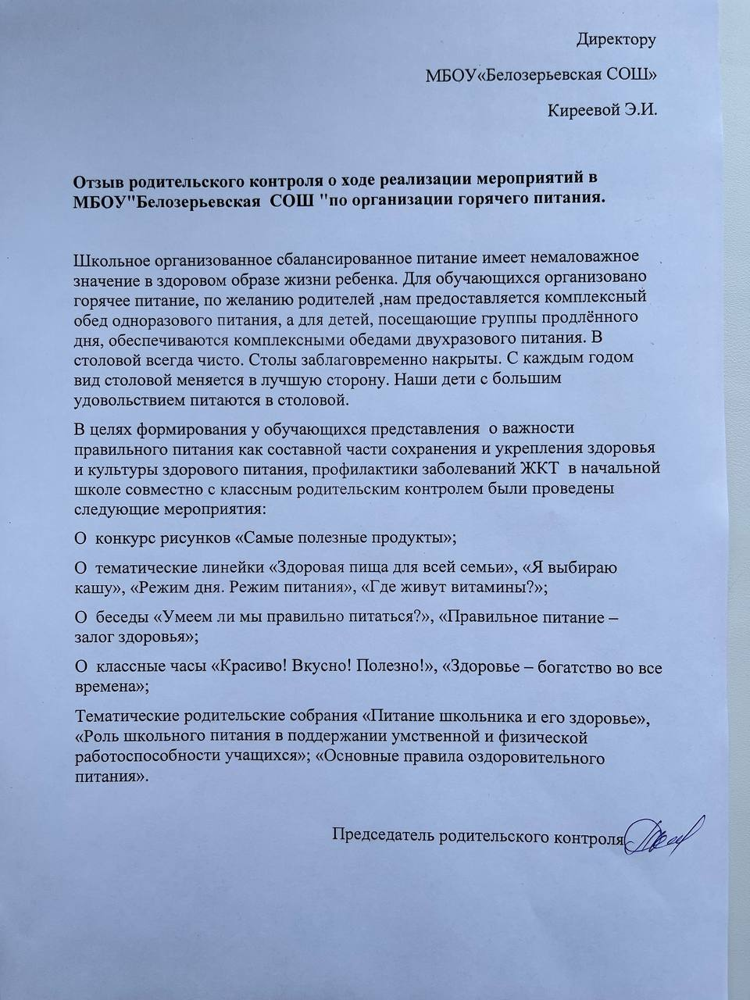 Директору
МБОУ«Белозерьевская СОШ»
Киреевой Э.И.
Отзыв родительского контроля о ходе реализации мероприятий в
МБОУ"Белозерьевская  СОШ "по организации горячего питания.
Школьное организованное сбалансированное питание имеет немаловажное
значение в здоровом образе жизни ребенка. Для обучающихся организовано
горячее питание, по желанию родителей ,нам предоставляется комплексный
обед одноразового питания, а для детей, посещающие группы продлённого
дня, обеспечиваются комплексными обедами двухразового питания. В
столовой всегда чисто. Столы заблаговременно накрыты. С каждым годом
вид столовой меняется в лучшую сторону. Наши дети с большим
удовольствием питаются в столовой.
В целях формирования у обучающихся представления  о важности
правильного питания как составной части сохранения и укрепления здоровья
и культуры здорового питания, профилактики заболеваний ЖКТ  в начальной
школе совместно с классным родительским контролем были проведены
следующие мероприятия:
О  конкурс рисунков «Самые полезные продукты»;
О  тематические линейки «Здоровая пища для всей семьи», «Я выбираю
кашу», «Режим дня. Режим питания», «Где живут витамины?»;
О  беседы «Умеем ли мы правильно питаться?», «Правильное питание –
залог здоровья»;
О  классные часы «Красиво! Вкусно! Полезно!», «Здоровье – богатство во все
времена»;
Тематические родительские собрания «Питание школьника и его здоровье»,
«Роль школьного питания в поддержании умственной и физической
работоспособности учащихся»; «Основные правила оздоровительного
питания».
Председатель родительского контроля